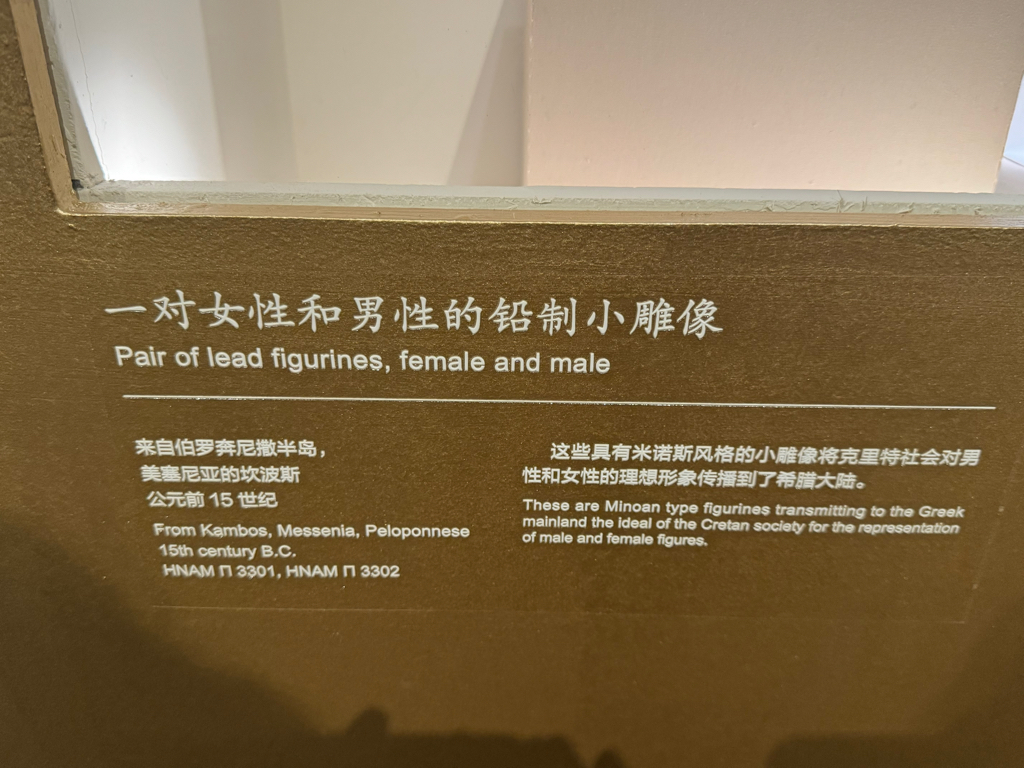 一对女性和男性的铅制小雕像
Pair of lead figurines, female and male
来自伯罗奔尼撒半岛，
美塞尼亚的坎波斯
公元前 15 世纪
From Kambos, Messenia, Peloponnese
15th century B.C.
HNAM Π 3301, HNAM Π 3302
这些具有米诺斯风格的小雕像将克里特社会对男
性和女性的理想形象传播到了希腊大陆。
These are Minoan type figurines transmitting to the Greek
mainland the ideal of the Cretan society for the representation
of male and female figures.